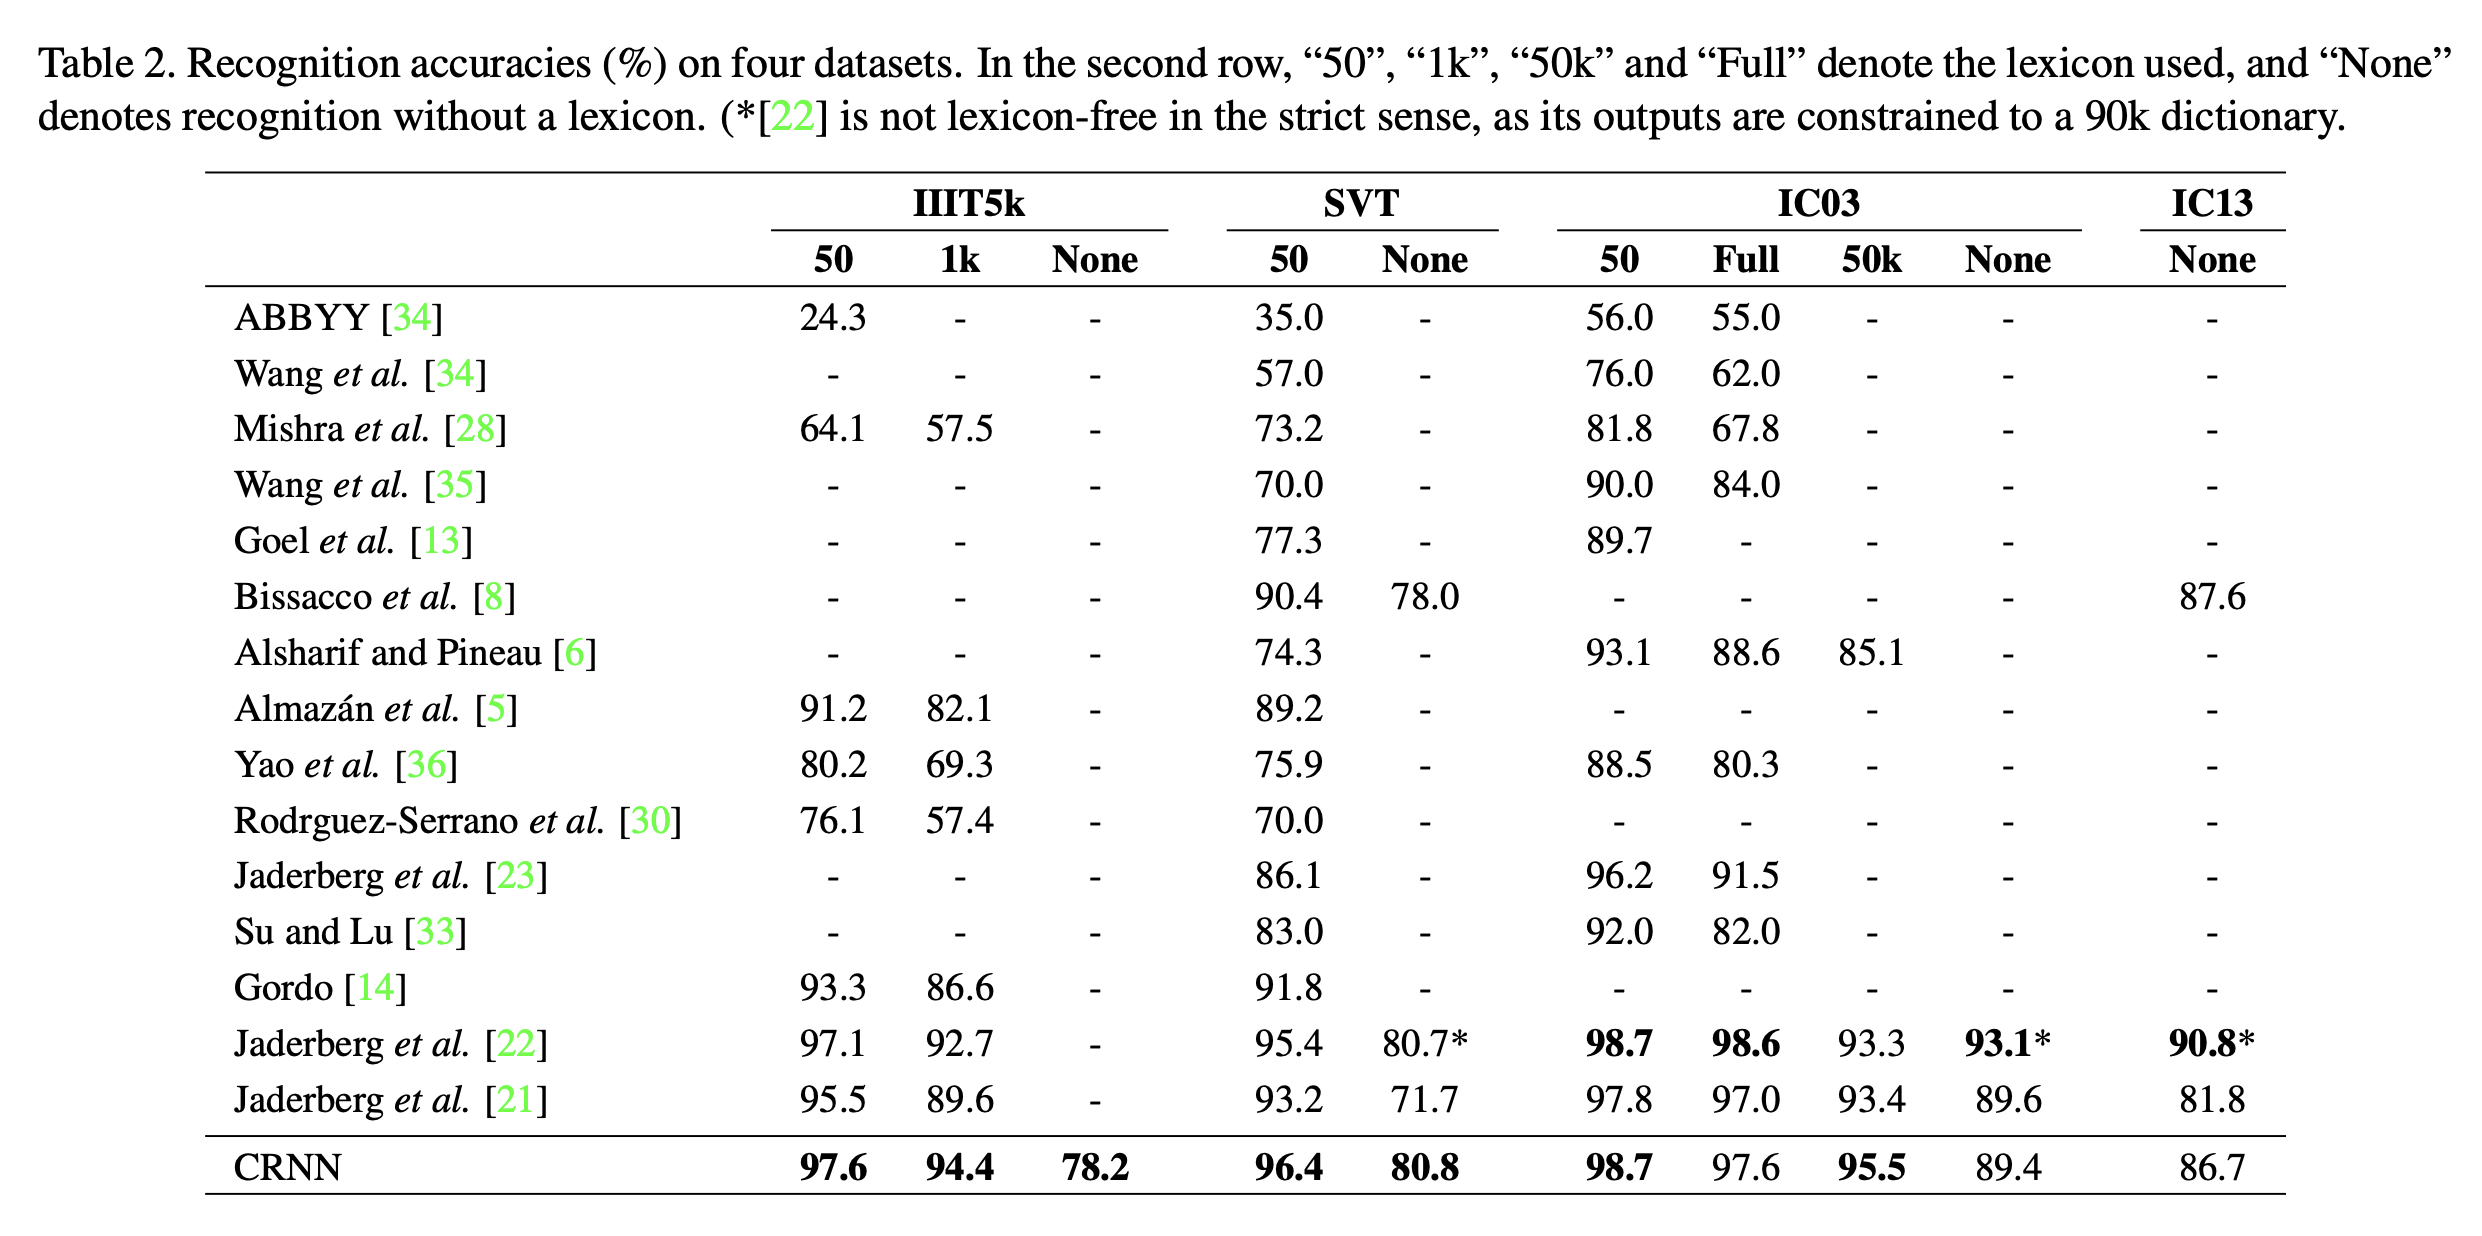 Table 2. Recognition accuracies (%) on four datasets. In the second row, “50”, “1k”, “50k” and “Full” denote the lexicon used, and “None”
denotes recognition without a lexicon. (*[22] is not lexicon-free in the strict sense, as its outputs are constrained to a 90k dictionary.
IIIT5k SVT IC03 IC13
50 1k None 50 None 50 Full 50k None None
ABBYY [34] 24.3 - - 35.0 - 56.0 55.0 - - -
Wang et al. [34] - - - 57.0 - 76.0 62.0 - - -
Mishra et al. [28] 64.1 57.5 - 73.2 - 81.8 67.8 - - -
Wang et al. [35] - - - 70.0 - 90.0 84.0 - - -
Goel et al. [13] - - - 77.3 - 89.7 - - - -
Bissacco et al. [8] - - - 90.4 78.0 - - - - 87.6
Alsharif and Pineau [6] - - - 74.3 - 93.1 88.6 85.1 - -
Almazán et al. [5] 91.2 82.1 - 89.2 - - - - - -
Yao et al. [36] 80.2 69.3 - 75.9 - 88.5 80.3 - - -
Rodrguez-Serrano et al. [30] 76.1 57.4 - 70.0 - - - - - -
Jaderberg et al. [23] - - - 86.1 - 96.2 91.5 - - -
Su and Lu [33] - - - 83.0 - 92.0 82.0 - - -
Gordo [14] 93.3 86.6 - 91.8 - - - - - -
Jaderberg et al. [22] 97.1 92.7 - 95.4 80.7* 98.7 98.6 93.3 93.1* 90.8*
Jaderberg et al. [21] 95.5 89.6 - 93.2 71.7 97.8 97.0 93.4 89.6 81.8
CRNN 97.6 94.4 78.2 96.4 80.8 98.7 97.6 95.5 89.4 86.7